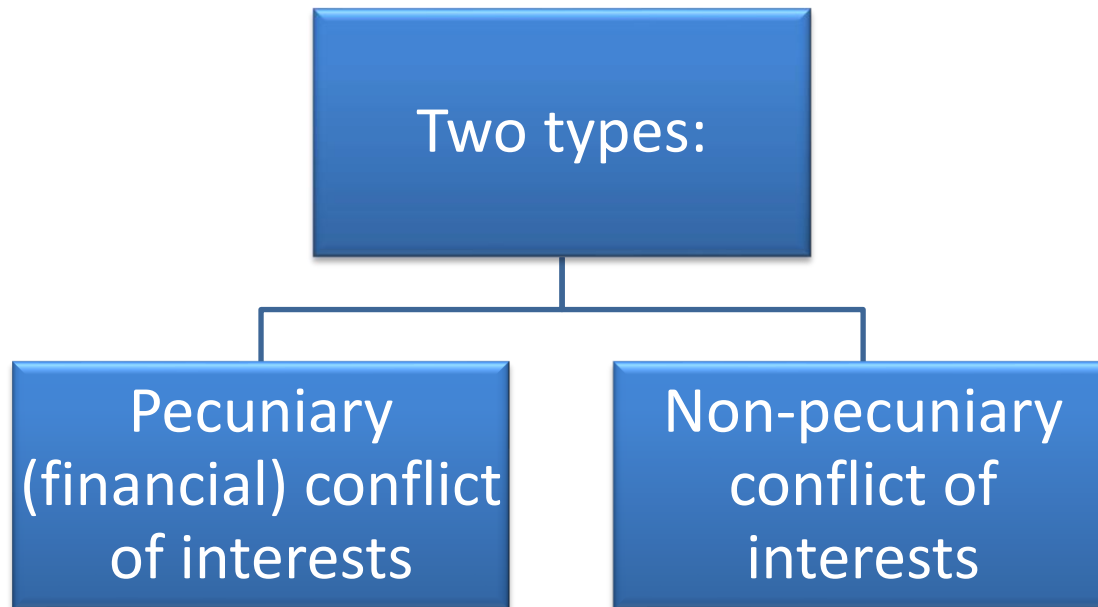 Two types:
Pecuniary
(financial) conflict
of interests
Non-pecuniary
conflict of
interests